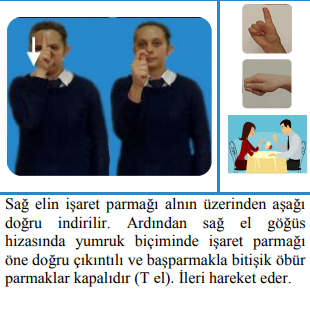 Sağ elin işaret parmağı alnın üzerinden aşağı
doğru indirilir. Ardından sağ el göğüs
hizasında yumruk biçiminde işaret parmağı
öne doğru çıkıntılı ve başparmakla bitişik öbür
parmaklar kapalıdır (T el). İleri hareket eder.